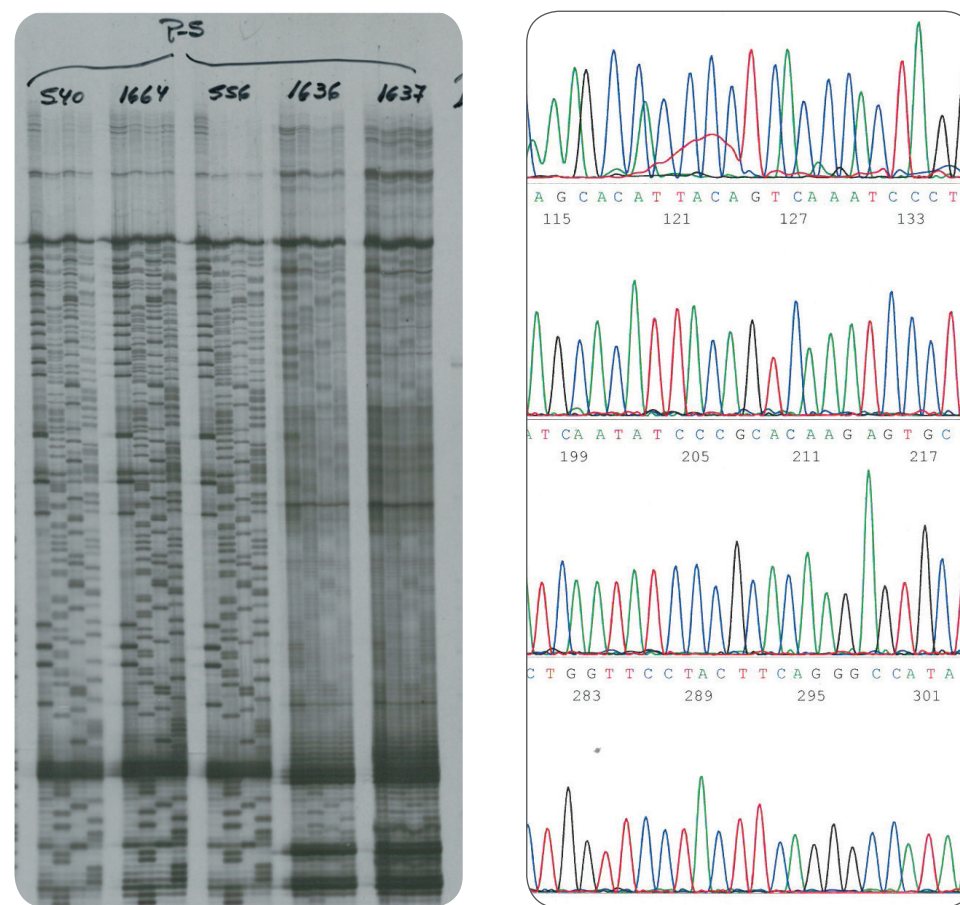 P-S
540 1664 556 1636 1637
A G C A C A T T A C A G T C A A A T C C C T
115 121 127 133
A T C A A T A T C C C G C A C A A G A G T G C
199 205 211 217
C T G G T T C C T A C T T C A G G G C C A T A
283 289 295 301